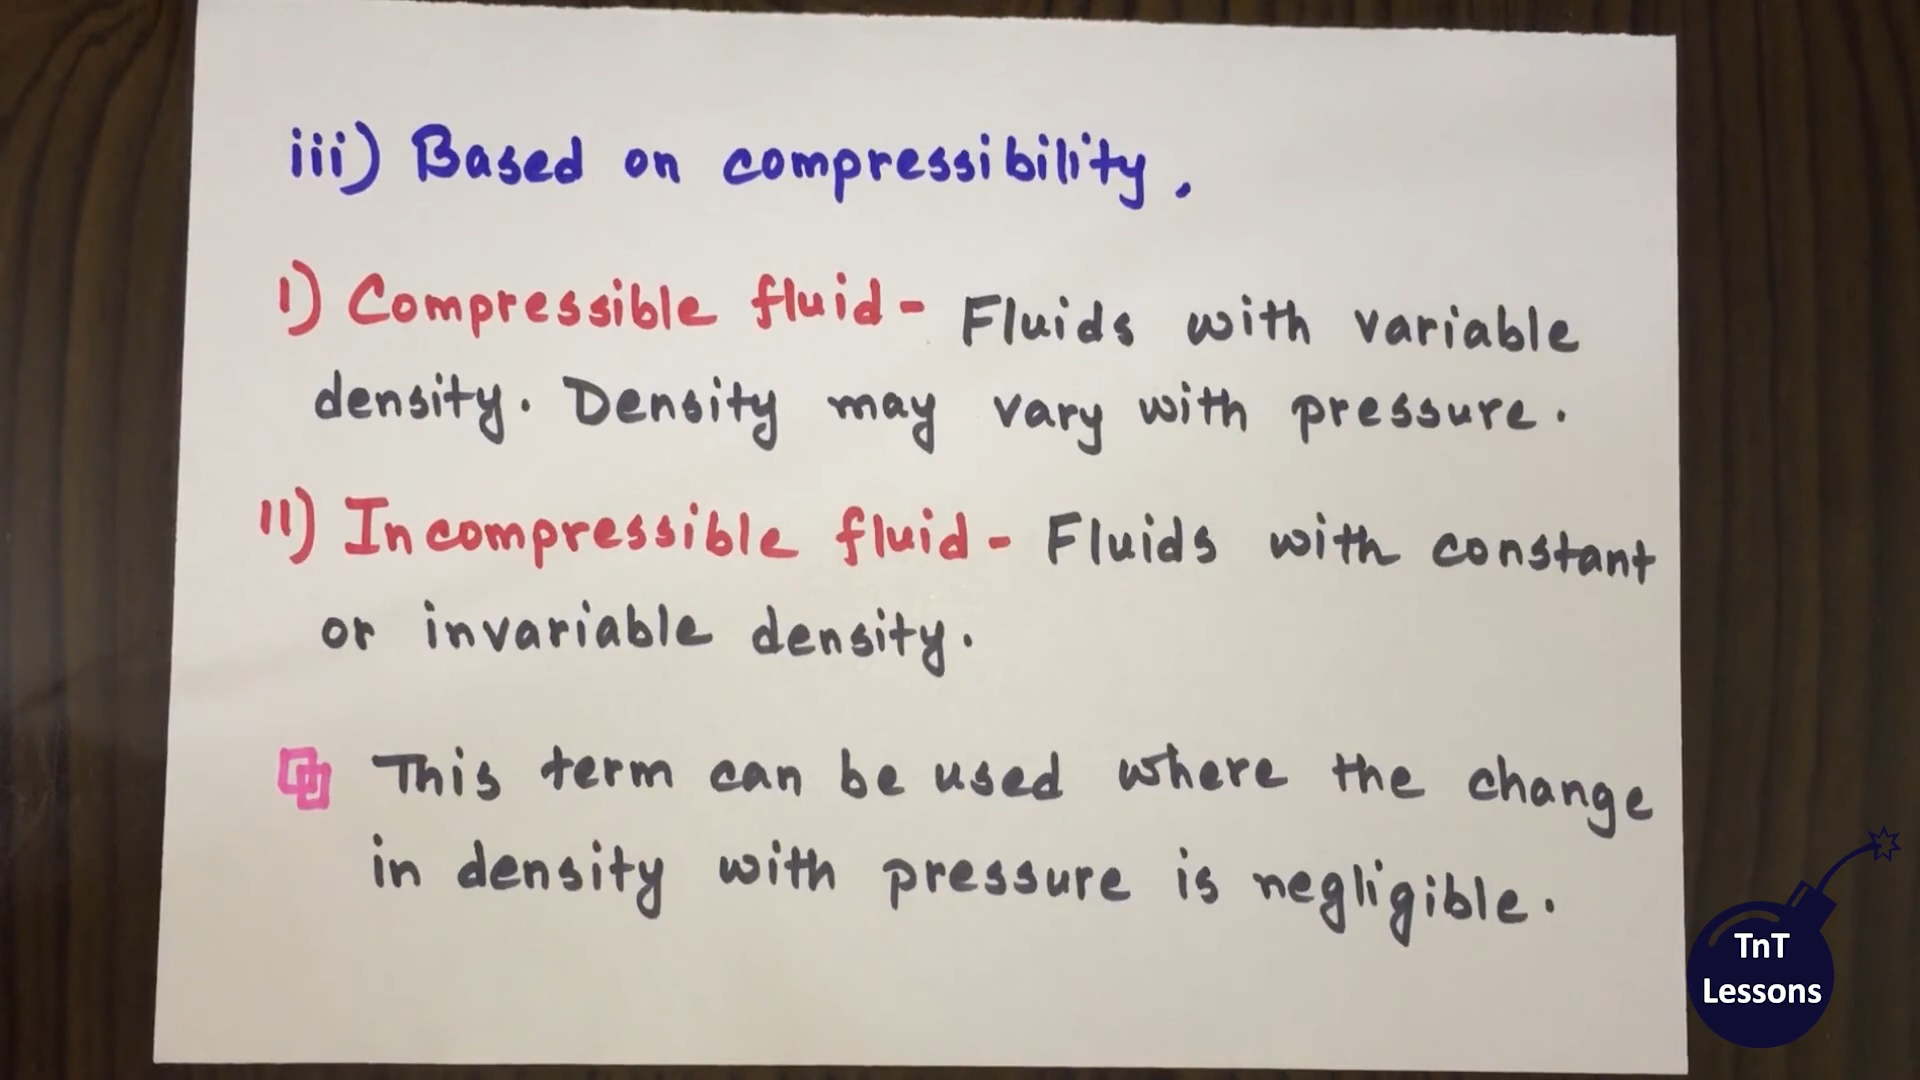 iii) Based on compressibility.
I) Compressible fluid - Fluids with variable
density. Density may vary with pressure.
II) Incompressible fluid - Fluids with constant
or invariable density.
This term can be used where the change
in density with pressure is negligible.
TnT
Lessons